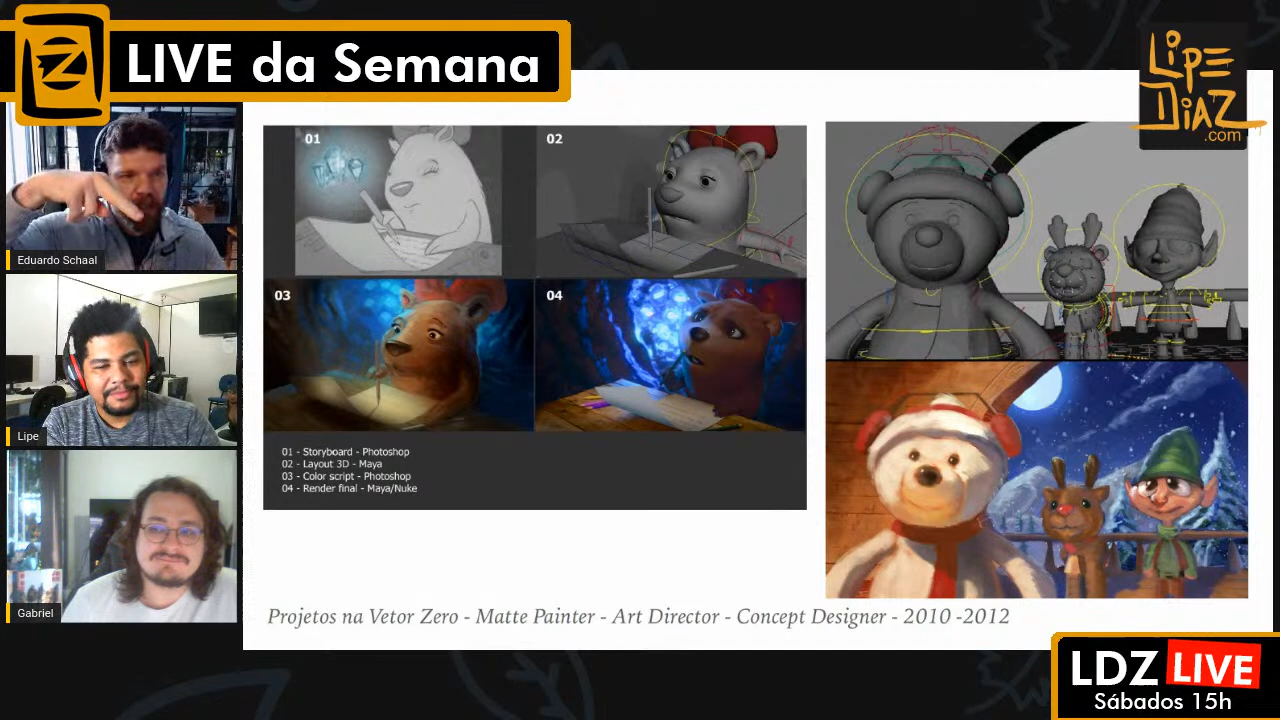 LIVE da Semana
LIPE
DIAZ
.com
Eduardo Schaal
Lipe
Gabriel
01
02
03
04
01 - Storyboard - Photoshop
02 - Layout 3D - Maya
03 - Color script - Photoshop
04 - Render final - Maya/Nuke
Projetos na Vetor Zero - Matte Painter - Art Director - Concept Designer - 2010 -2012
LDZ LIVE
Sábados 15h